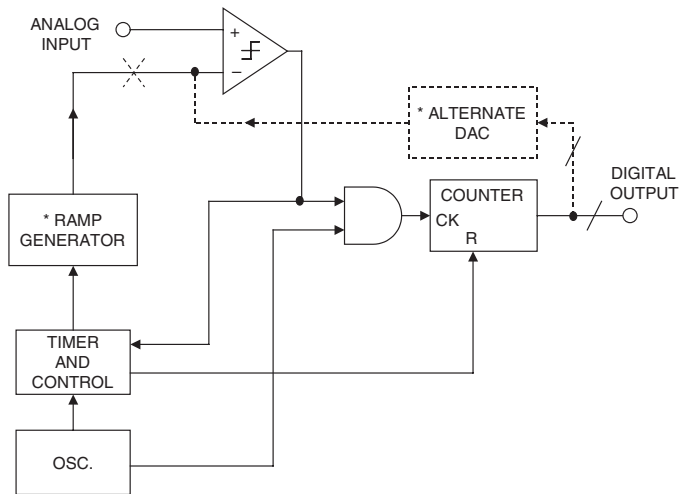 ANALOG
INPUT
+
−
* ALTERNATE
DAC
DIGITAL
OUTPUT
COUNTER
CK
R
* RAMP
GENERATOR
TIMER
AND
CONTROL
OSC.